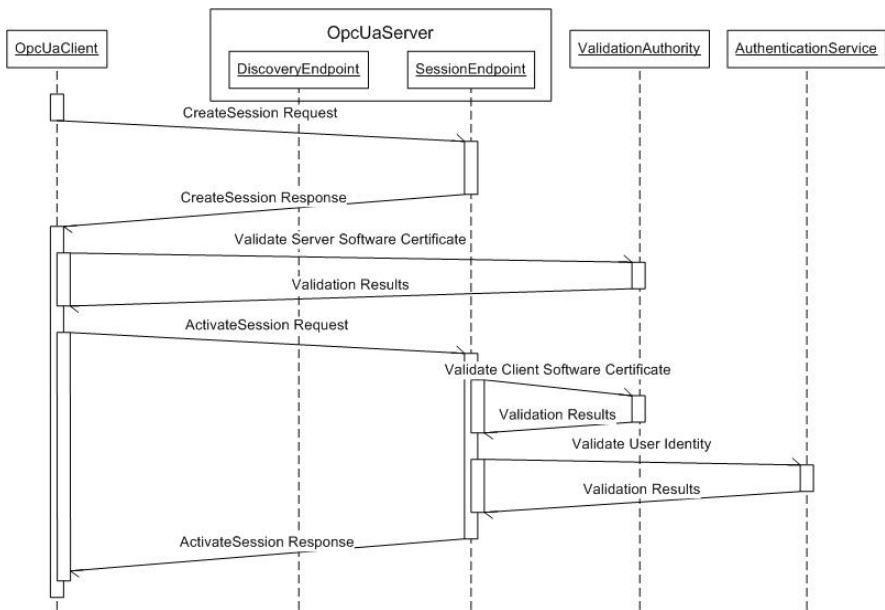 OpcUaServer
OpcUaClient
DiscoveryEndpoint
SessionEndpoint
ValidationAuthority
AuthenticationService
CreateSession Request
CreateSession Response
Validate Server Software Certificate
Validation Results
ActivateSession Request
Validate Client Software Certificate
Validation Results
Validate User Identity
Validation Results
ActivateSession Response